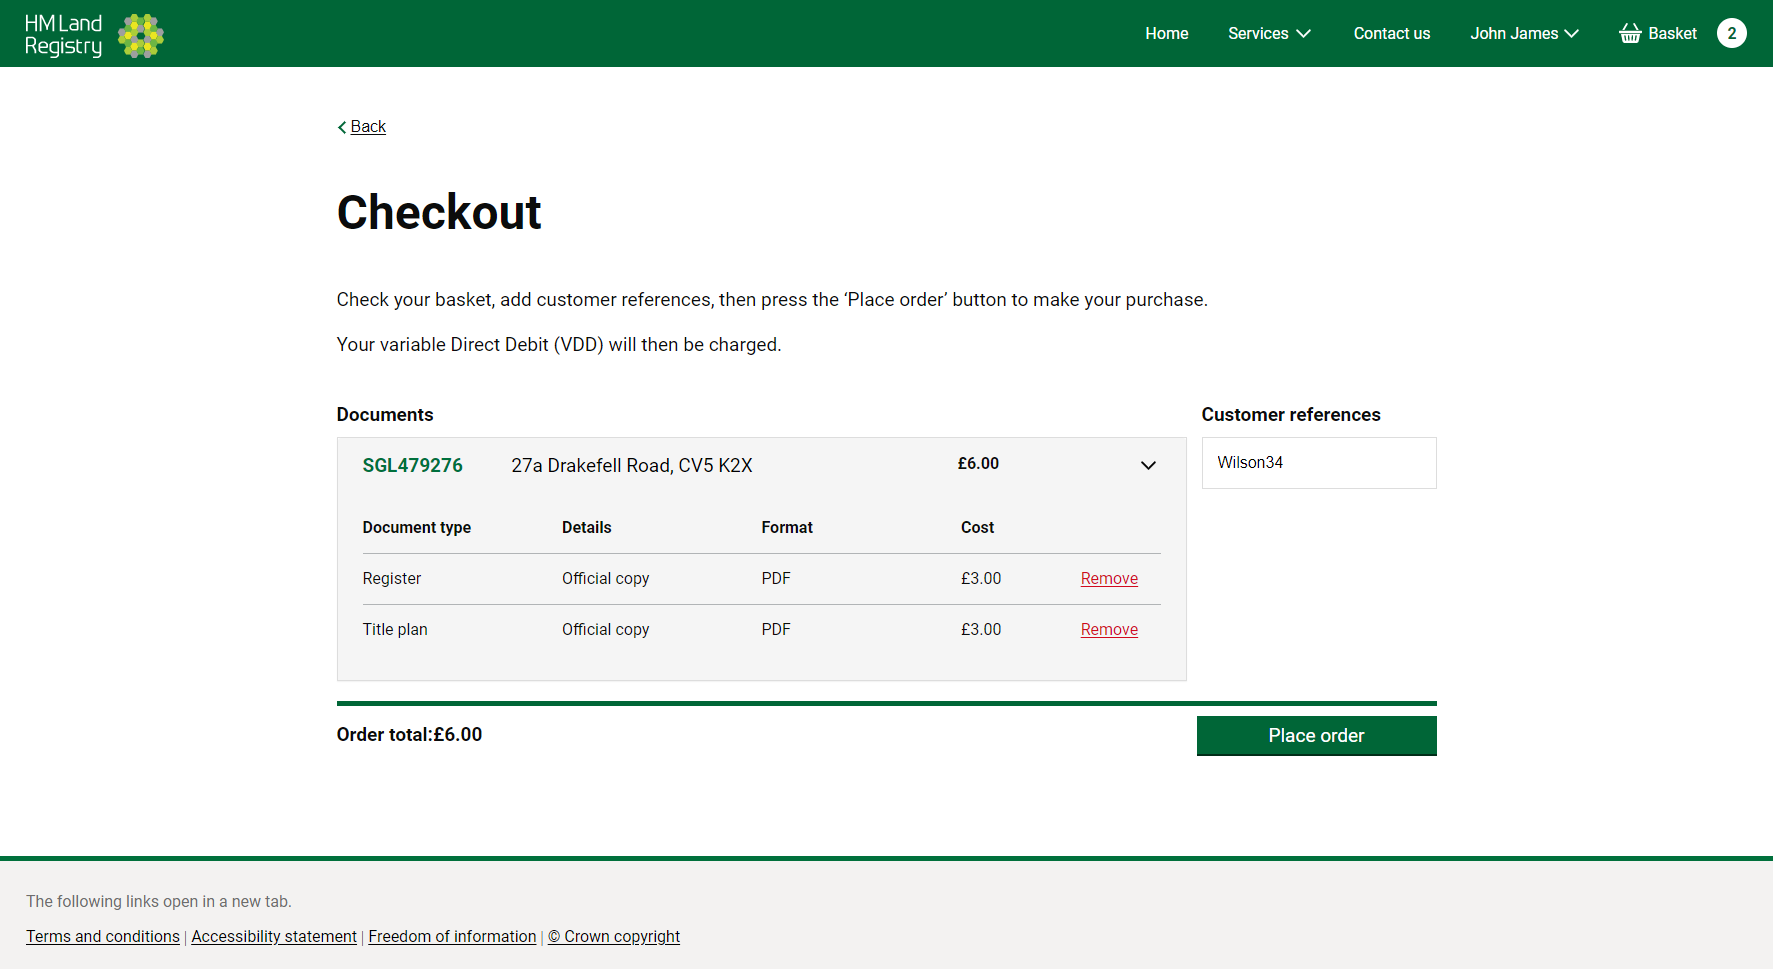 HM Land
Registry
Home Services Contact us John James Basket 2
Back
Checkout
Check your basket, add customer references, then press the ‘Place order’ button to make your purchase.
Your variable Direct Debit (VDD) will then be charged.
Documents Customer references
SGL479276 27a Drakefell Road, CV5 K2X £6.00 Wilson34
Document type Details Format Cost
Register Official copy PDF £3.00 Remove
Title plan Official copy PDF £3.00 Remove
Order total:£6.00 Place order
The following links open in a new tab.
Terms and conditions | Accessibility statement | Freedom of information | © Crown copyright